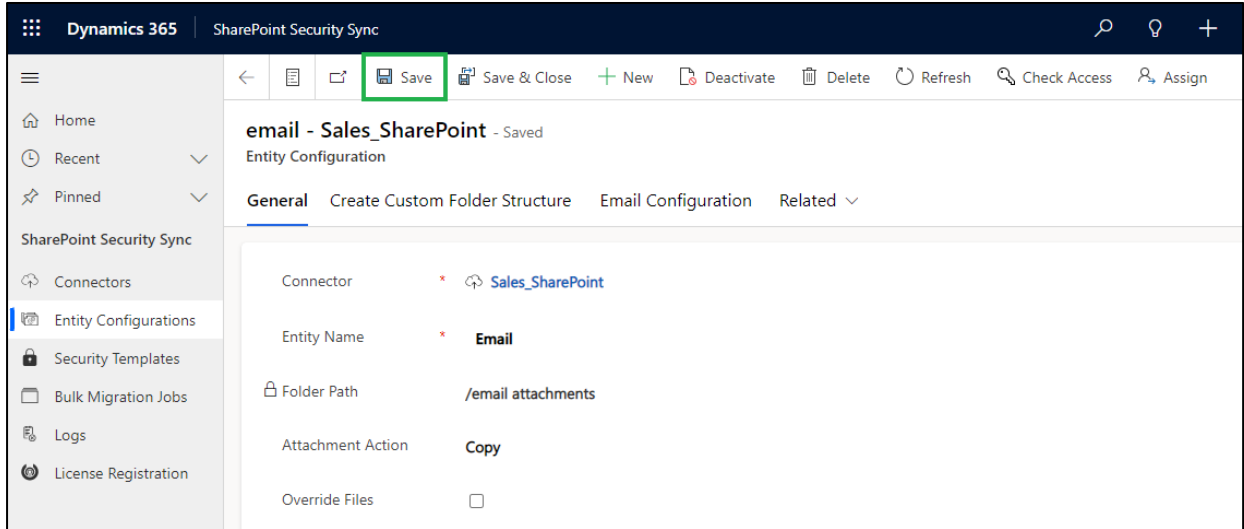 Dynamics 365 SharePoint Security Sync
Save Save & Close New Deactivate Delete Refresh Check Access Assign
Home
Recent
Pinned
SharePoint Security Sync
Connectors
Entity Configurations
Security Templates
Bulk Migration Jobs
Logs
License Registration
email - Sales_SharePoint - Saved
Entity Configuration
General Create Custom Folder Structure Email Configuration Related
Connector * Sales_SharePoint
Entity Name * Email
Folder Path /email attachments
Attachment Action Copy
Override Files